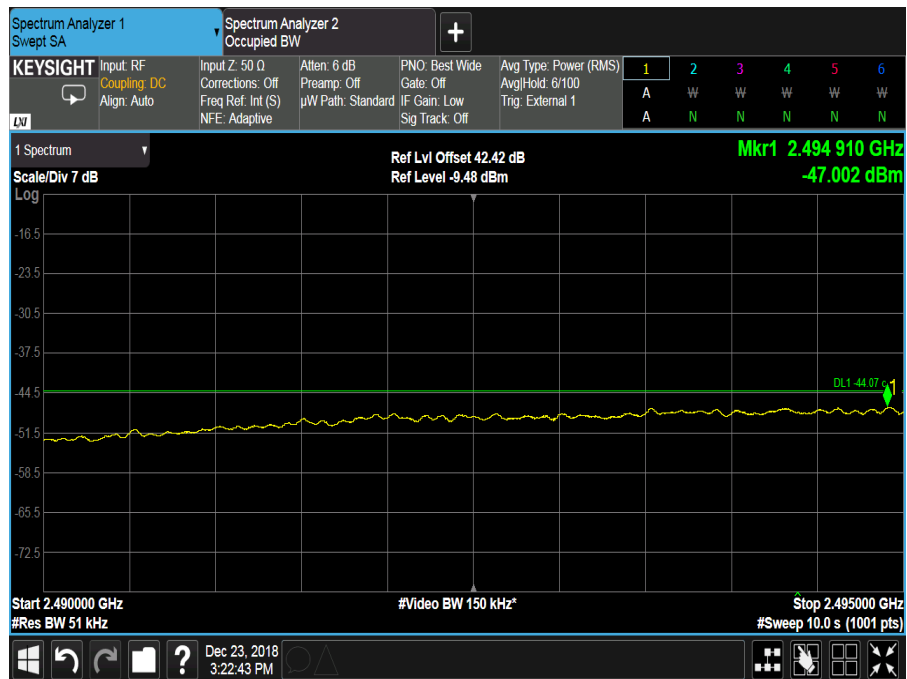 Spectrum Analyzer 1
Swept SA
Spectrum Analyzer 2
Occupied BW
+
KEYSIGHT
LXI
Input: RF
Coupling: DC
Align: Auto
Input Z: 50 Ω
Corrections: Off
Freq Ref: Int (S)
NFE: Adaptive
Atten: 6 dB
Preamp: Off
µW Path: Standard
PNO: Best Wide
Gate: Off
IF Gain: Low
Sig Track: Off
Avg Type: Power (RMS)
Avg|Hold: 6/100
Trig: External 1
1 2 3 4 5 6
A W W W W W
A N N N N N
1 Spectrum
Scale/Div 7 dB
Log
Ref Lvl Offset 42.42 dB
Ref Level -9.48 dBm
Mkr1 2.494 910 GHz
-47.002 dBm
-16.5
-23.5
-30.5
-37.5
-44.5
-51.5
-58.5
-65.5
-72.5
DL1 -44.07
1
Start 2.490000 GHz
#Res BW 51 kHz
#Video BW 150 kHz*
Stop 2.495000 GHz
#Sweep 10.0 s (1001 pts)
?
Dec 23, 2018
3:22:43 PM